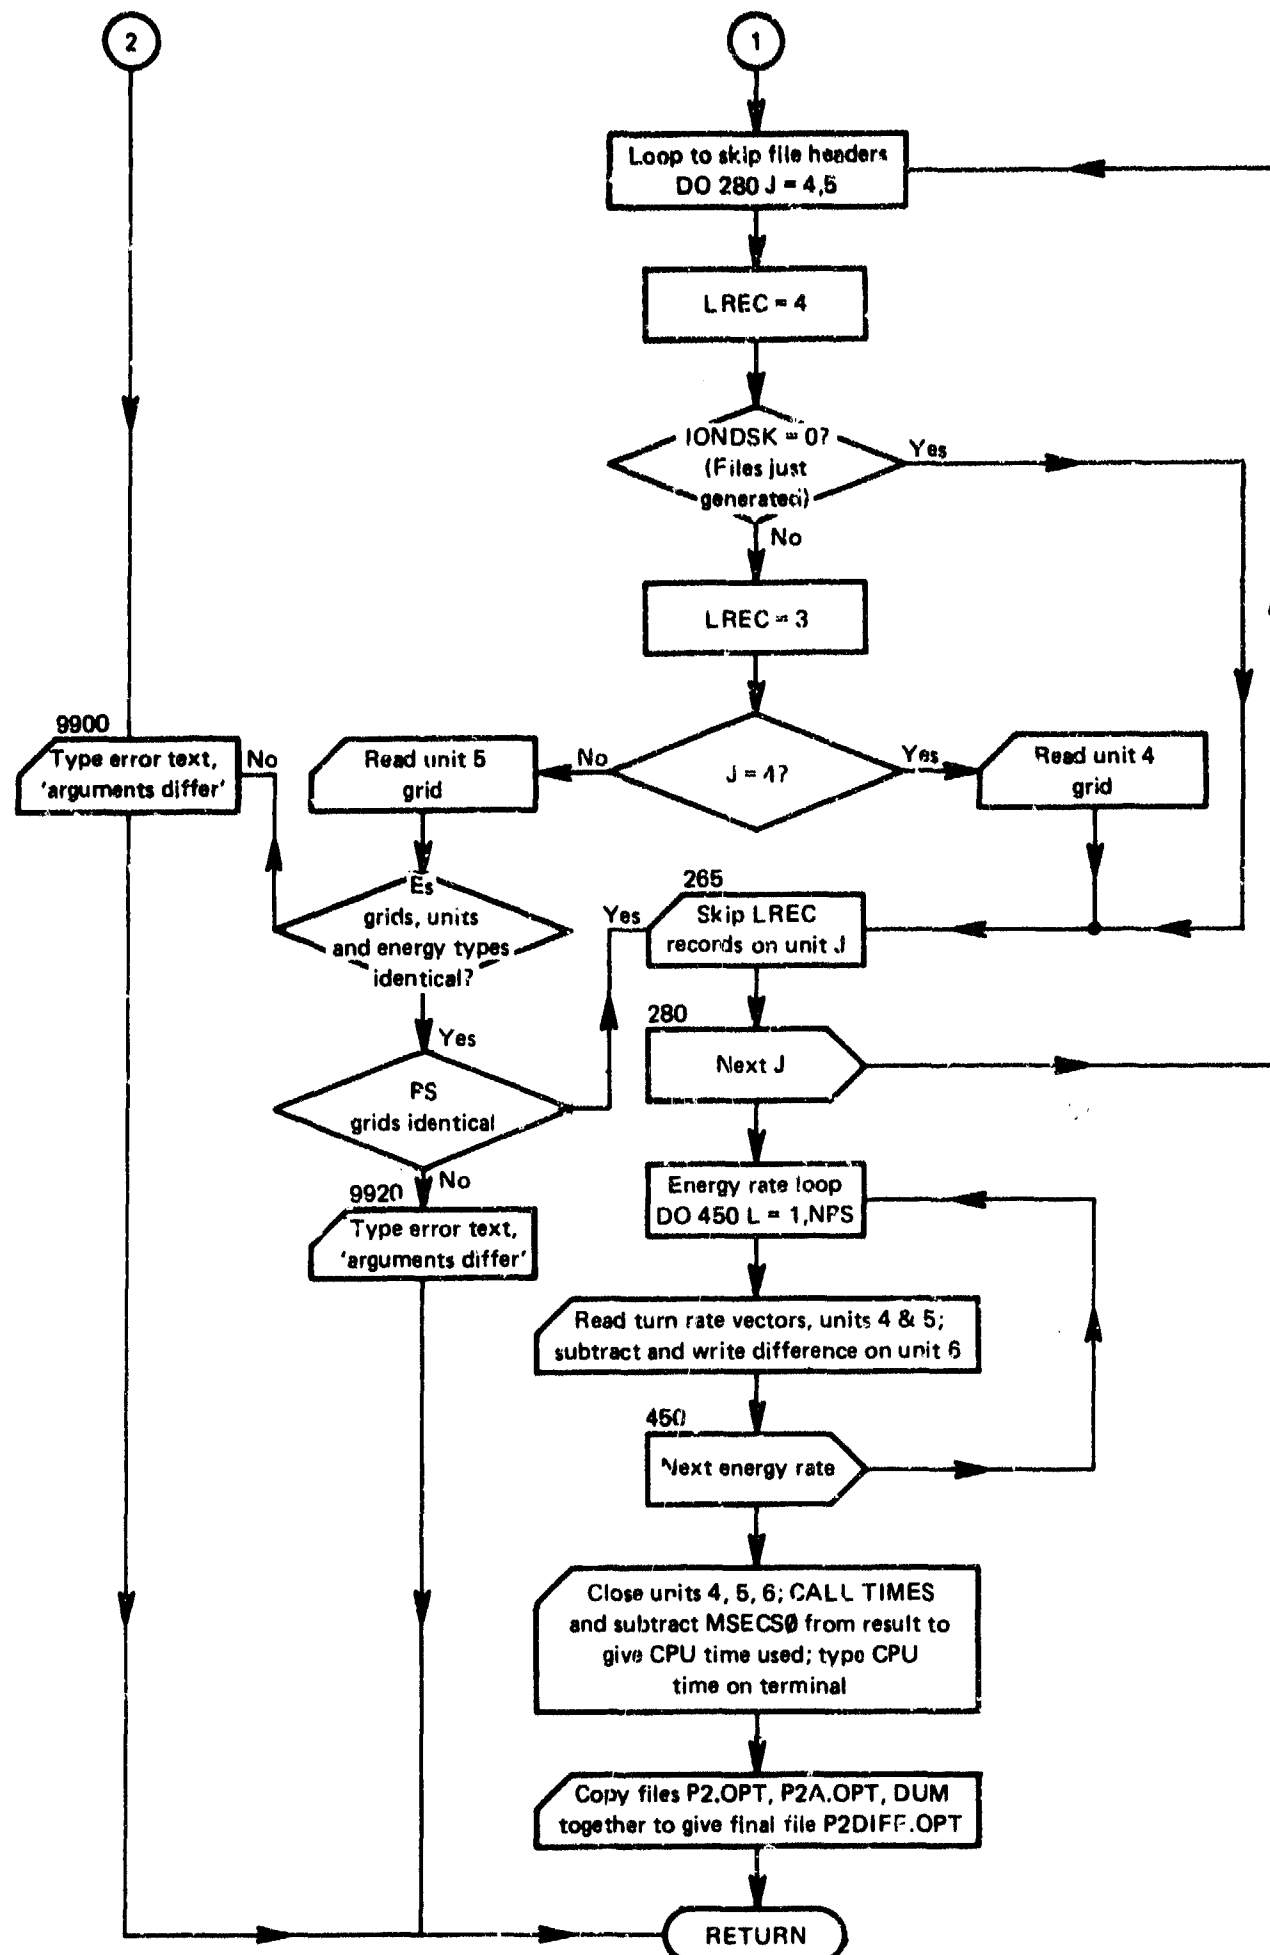 2
1
Loop to skip file headers
DO 280 J = 4,5
LREC = 4
IONDSK = 0?
(Files just
generated)
Yes
No
LREC = 3
9900
Type error text,
'arguments differ'
No
Read unit 5
grid
No
J = 4?
Yes
Read unit 4
grid
Es
grids, units
and energy types
identical?
Yes
265
Skip LREC
records on unit J
Yes
280
Next J
PS
grids identical
No
9920
Type error text,
'arguments differ'
Energy rate loop
DO 450 L = 1,NPS
Read turn rate vectors, units 4 & 5;
subtract and write difference on unit 6
450
Next energy rate
Close units 4, 5, 6; CALL TIMES
and subtract MSECSØ from result to
give CPU time used; type CPU
time on terminal
Copy files P2.OPT, P2A.OPT, DUM
together to give final file P2DIFF.OPT
RETURN